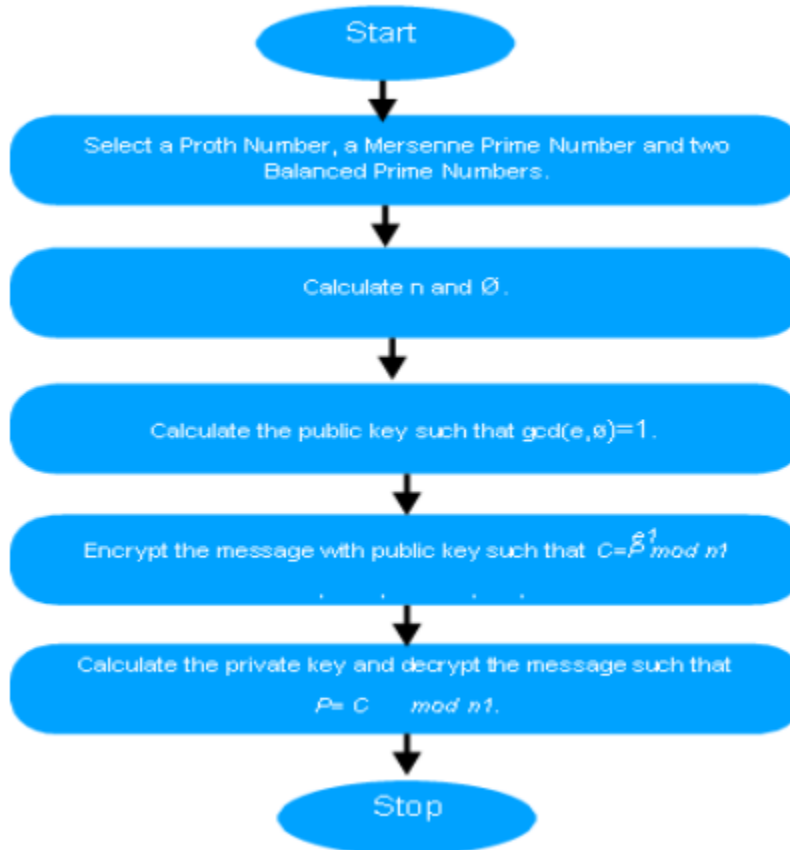 Start
Select a Proth Number, a Mersenne Prime Number and two
Balanced Prime Numbers.
Calculate n and Ø.
Calculate the public key such that gcd(e,ø)=1.
Encrypt the message with public key such that C=P^e1 mod n1
Calculate the private key and decrypt the message such that
P= C mod n1.
Stop